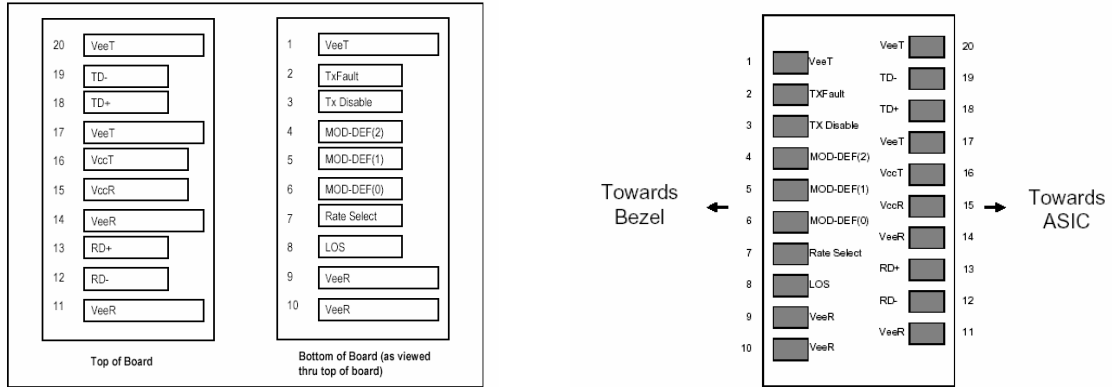 20 VeeT
19 TD-
18 TD+
17 VeeT
16 VccT
15 VccR
14 VeeR
13 RD+
12 RD-
11 VeeR
Top of Board
1 VeeT
2 TxFault
3 Tx Disable
4 MOD-DEF(2)
5 MOD-DEF(1)
6 MOD-DEF(0)
7 Rate Select
8 LOS
9 VeeR
10 VeeR
Bottom of Board (as viewed
thru top of board)
Towards
Bezel
1 VeeT
2 TXFault
3 TX Disable
4 MOD-DEF(2)
5 MOD-DEF(1)
6 MOD-DEF(0)
7 Rate Select
8 LOS
9 VeeR
10 VeeR
VeeT 20
TD- 19
TD+ 18
VeeT 17
VccT 16
VccR 15
VeeR 14
RD+ 13
RD- 12
VeeR 11
Towards
ASIC